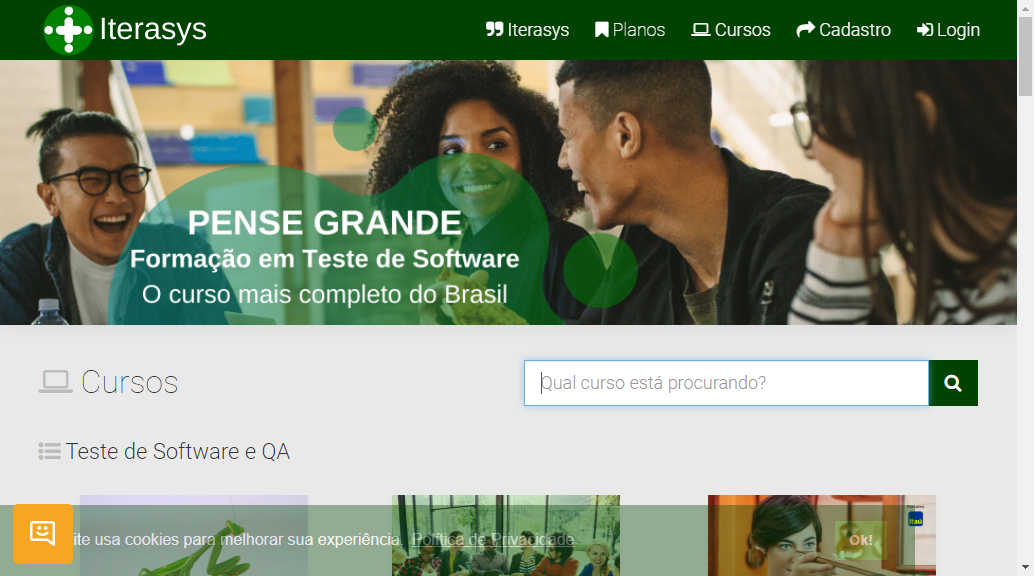 Iterasys
Iterasys Planos Cursos Cadastro Login
PENSE GRANDE
Formação em Teste de Software
O curso mais completo do Brasil
Cursos
Qual curso está procurando?
Teste de Software e QA
ite usa cookies para melhorar sua experiência. Política de Privacidade
Ok!
Itaú